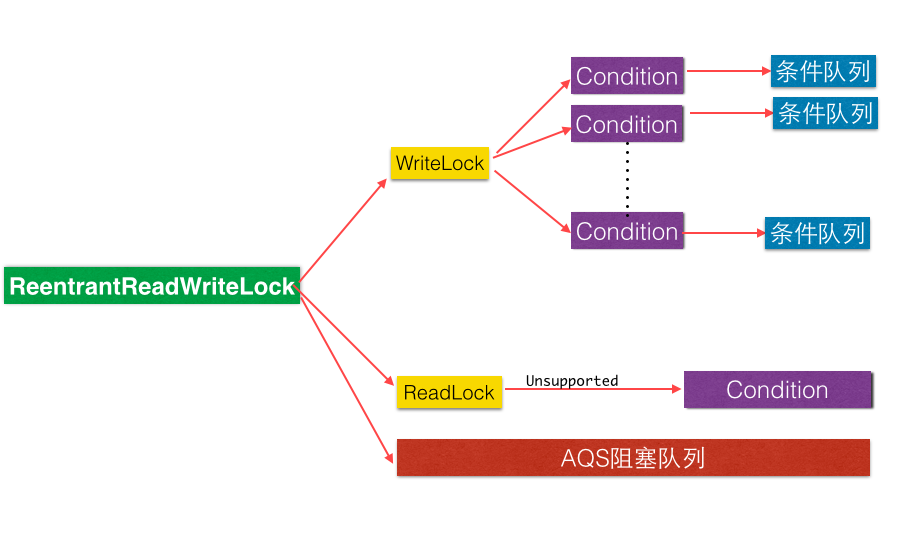 Condition
条件队列
Condition
条件队列
WriteLock
Condition
条件队列
ReentrantReadWriteLock
ReadLock
Unsupported
Condition
AQS阻塞队列